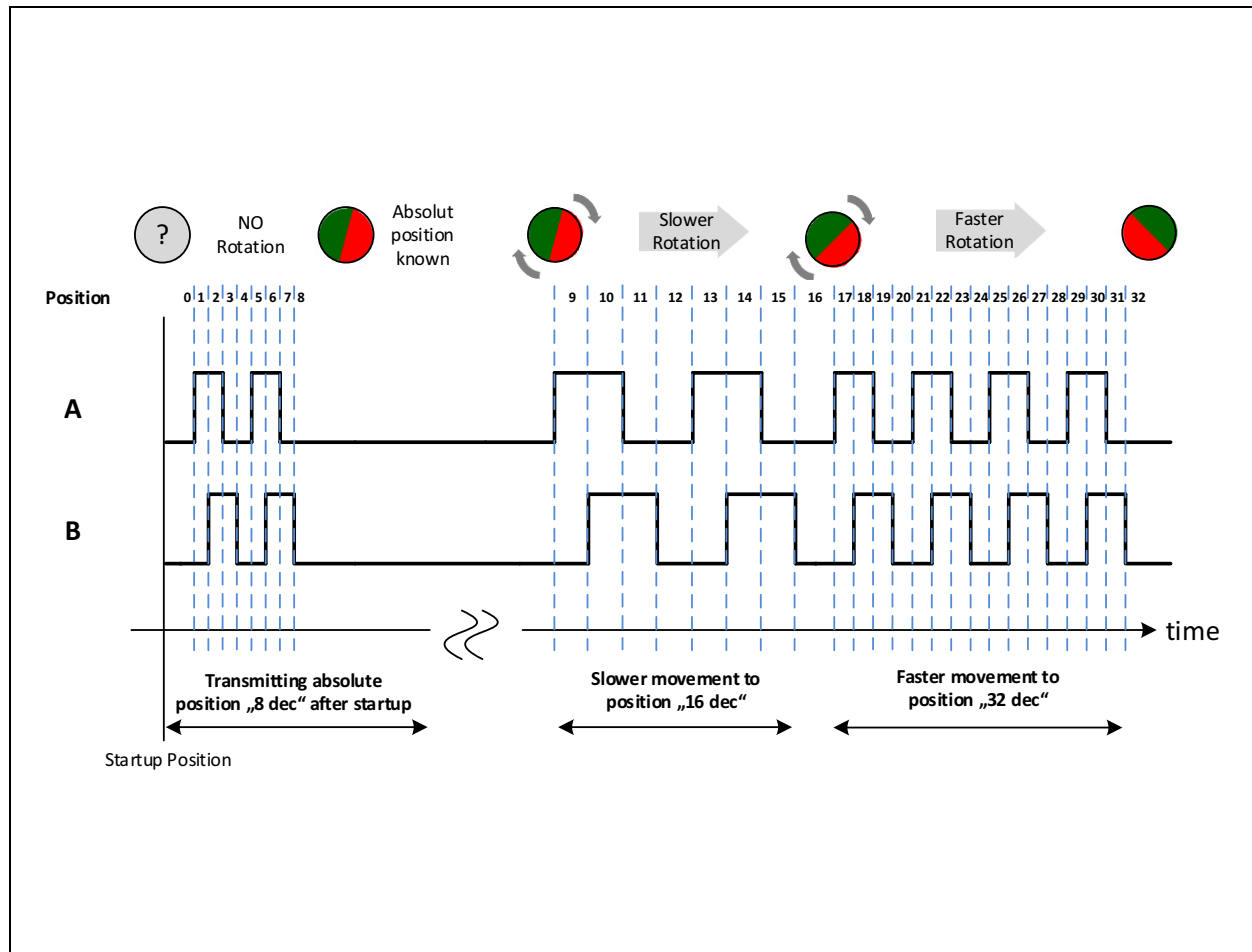 ?
NO
Rotation
Absolut
position
known
Slower
Rotation
Faster
Rotation
Position
0 1 2 3 4 5 6 7 8 9 10 11 12 13 14 15 16 17 18 19 20 21 22 23 24 25 26 27 28 29 30 31 32
A
B
time
Transmitting absolute
position „8 dec“ after startup
Slower movement to
position „16 dec“
Faster movement to
position „32 dec“
Startup Position